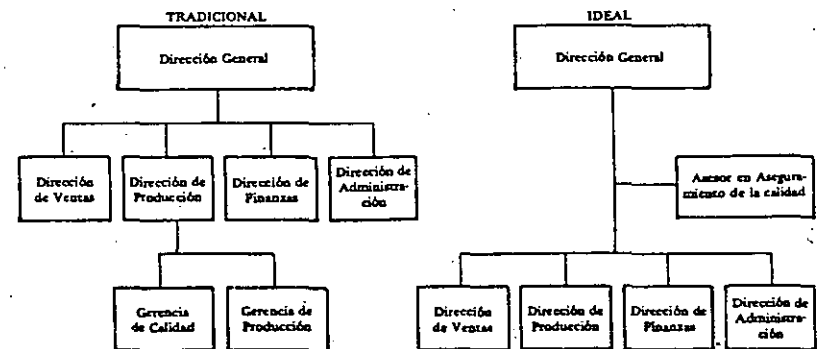 TRADICIONAL
Dirección General
Dirección
de Ventas
Dirección de
Producción
Dirección de
Finanzas
Dirección de
Administra-
ción
Gerencia
de Calidad
Gerencia de
Producción
IDEAL
Dirección General
Asesor en Asegura-
miento de la calidad
Dirección
de Ventas
Dirección de
Producción
Dirección de
Finanzas
Dirección de
Administra-
ción